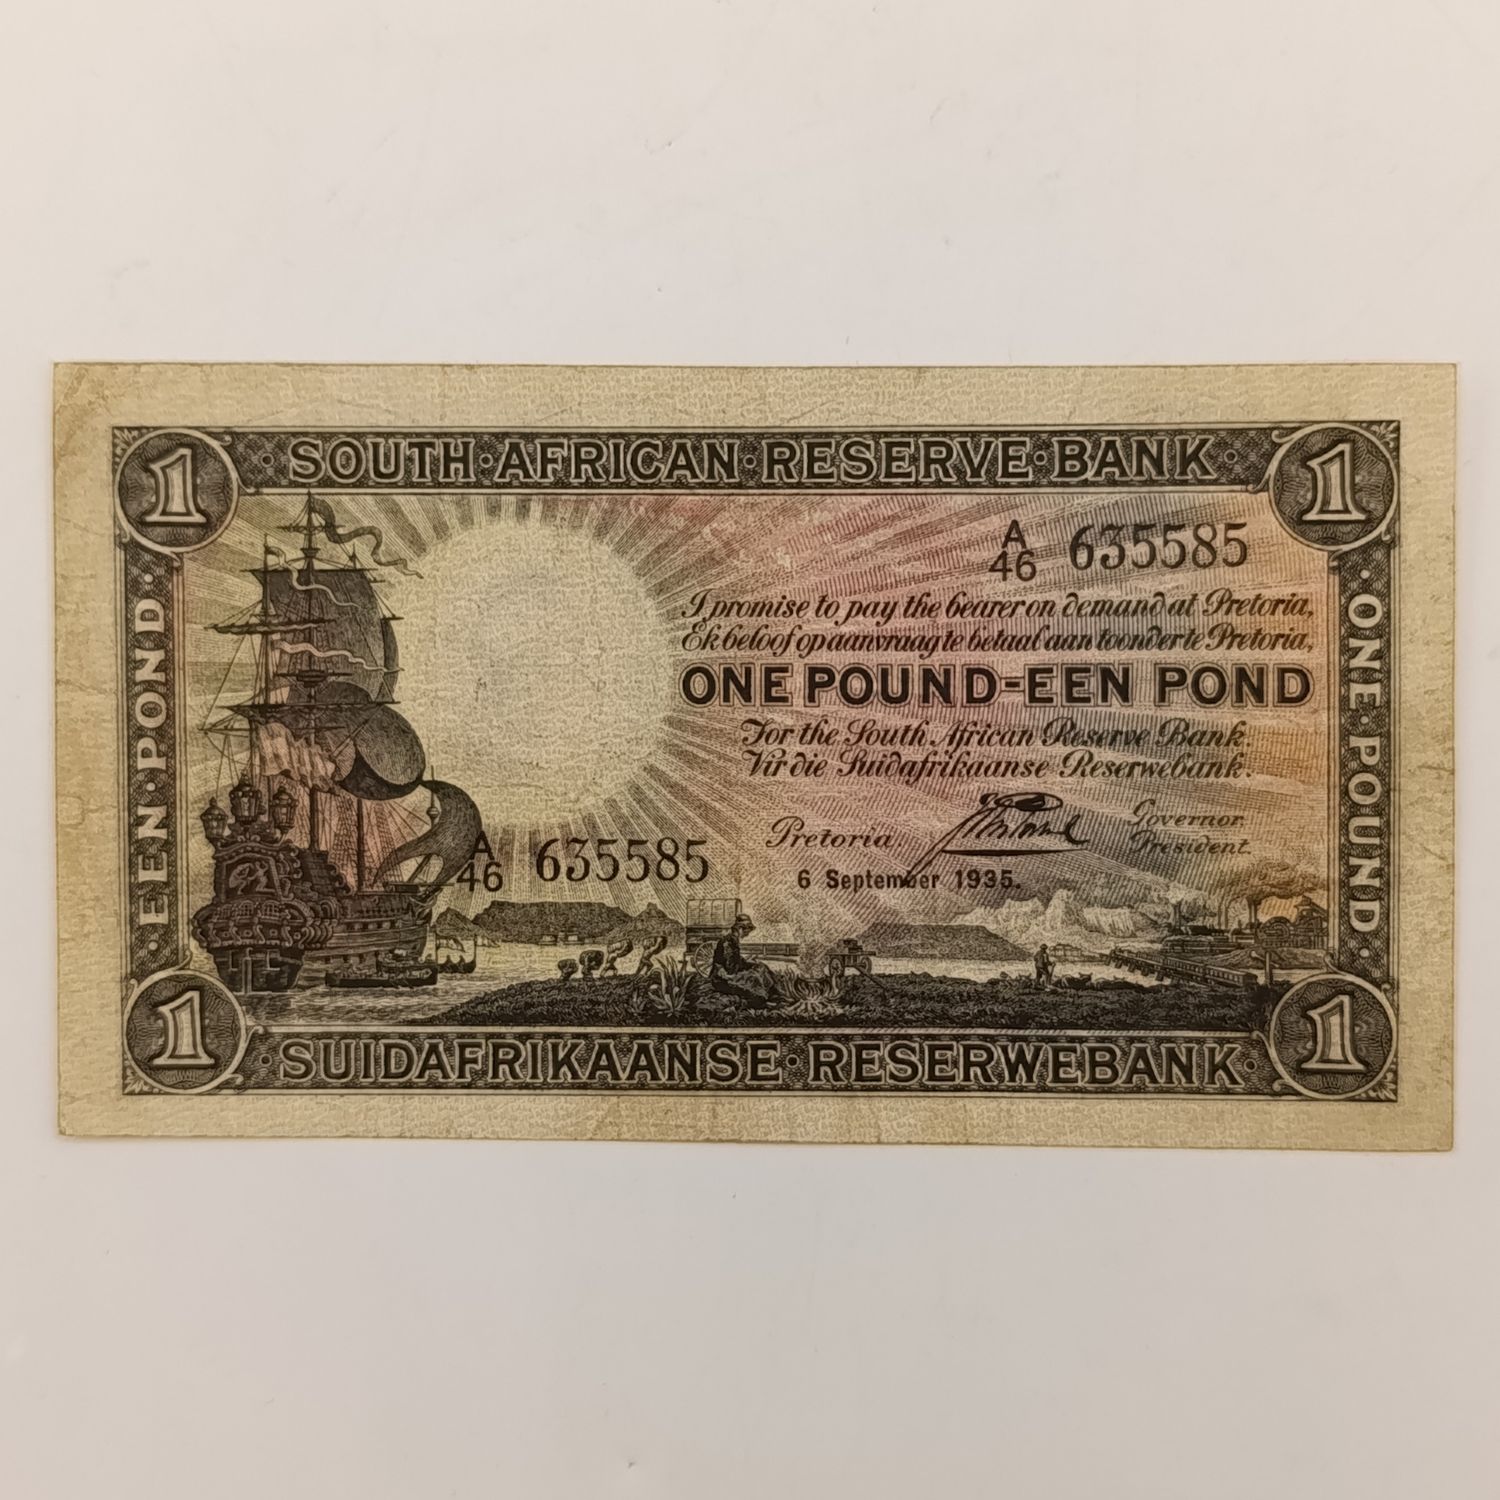 1 SOUTH·AFRICAN·RESERVE·BANK 1
A/46 635585
I promise to pay the bearer on demand at Pretoria,
Ek beloof op aanvraag te betaal aan toonder te Pretoria,
ONE POUND-EEN POND
For the South African Reserve Bank.
Vir die Suidafrikaanse Reserwebank.
Pretoria.
Governor.
President.
6 September 1935.
A/46 635585
EEN·POND
ONE·POUND
1 SUIDAFRIKAANSE·RESERWEBANK 1